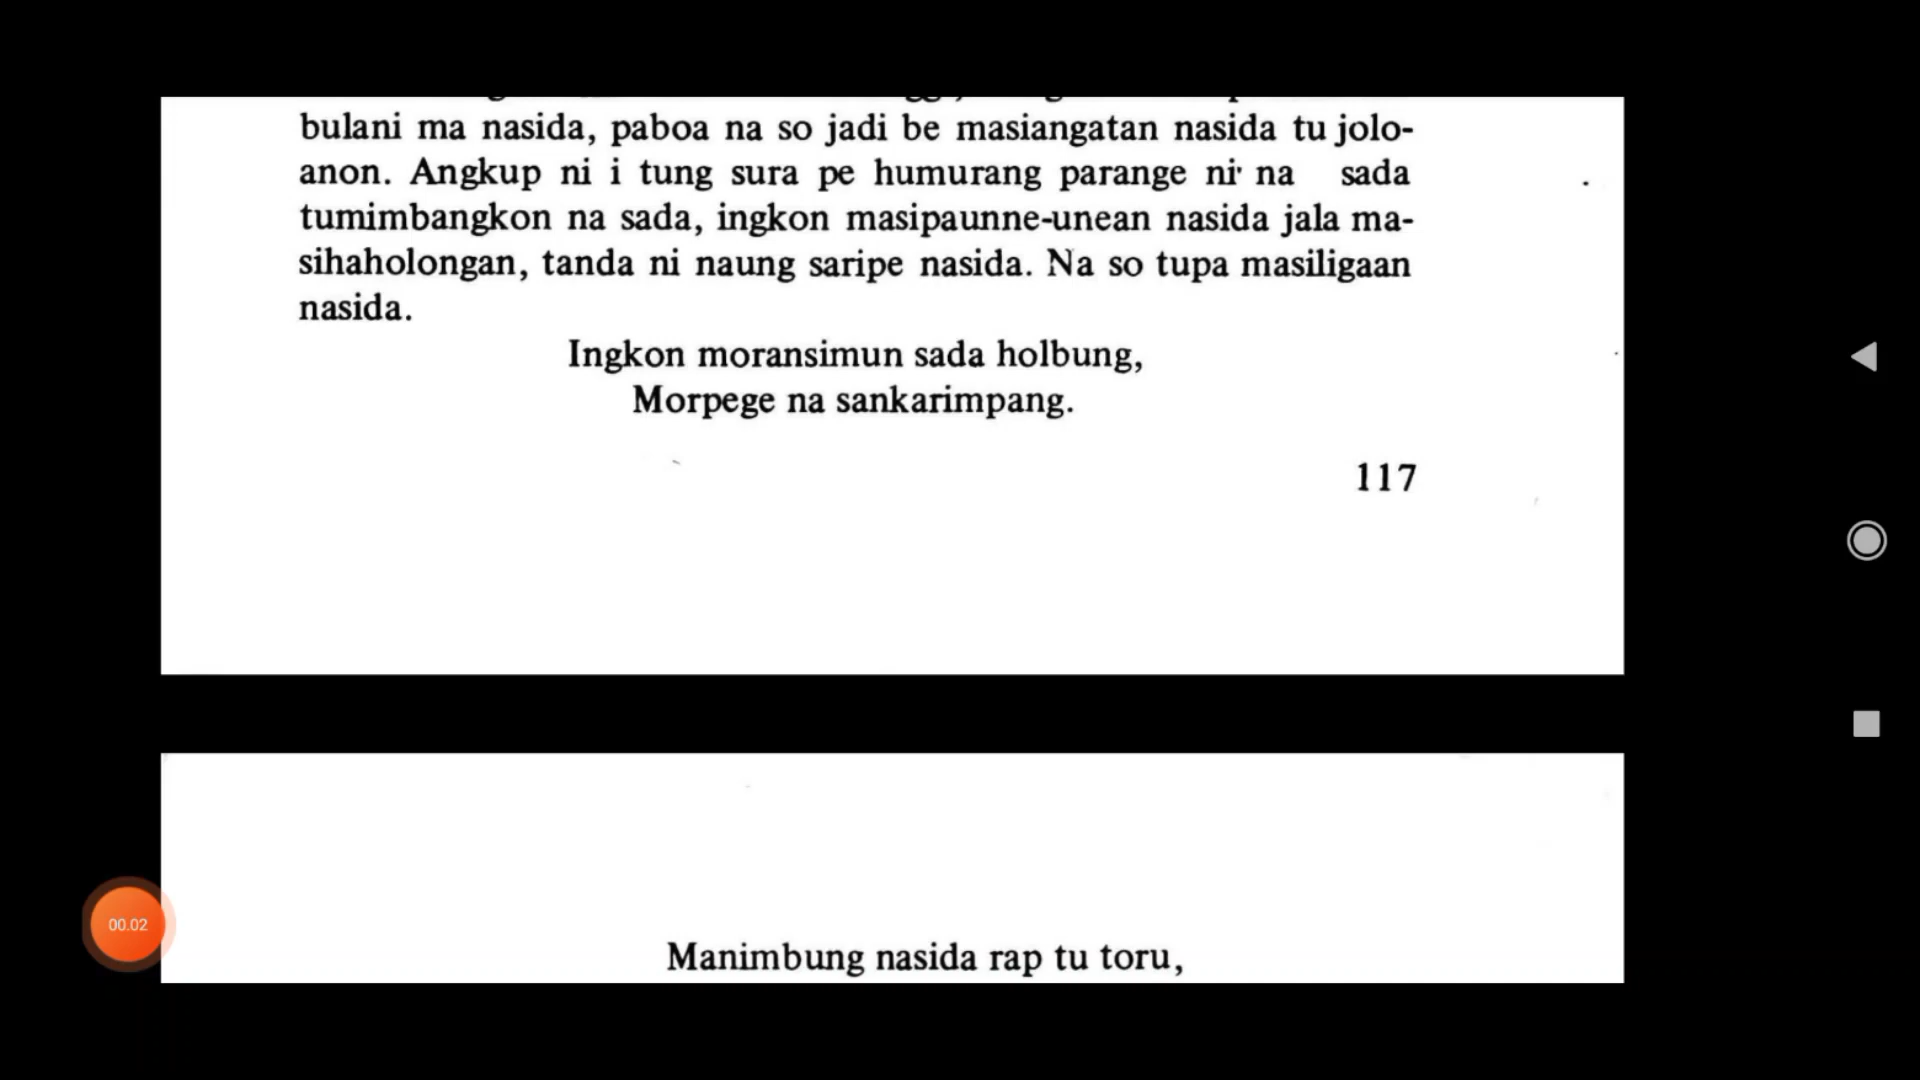 bulani ma nasida, paboa na so jadi be masiangatan nasida tu jolo-
anon. Angkup ni i tung sura pe humurang parange ni na sada
tumimbangkon na sada, ingkon masipaunne-unean nasida jala ma-
sihaholongan, tanda ni naung saripe nasida. Na so tupa masiligaan
nasida.
Ingkon moransimun sada holbung,
Morpege na sankarimpang.
117
00.02
Manimbung nasida rap tu toru,